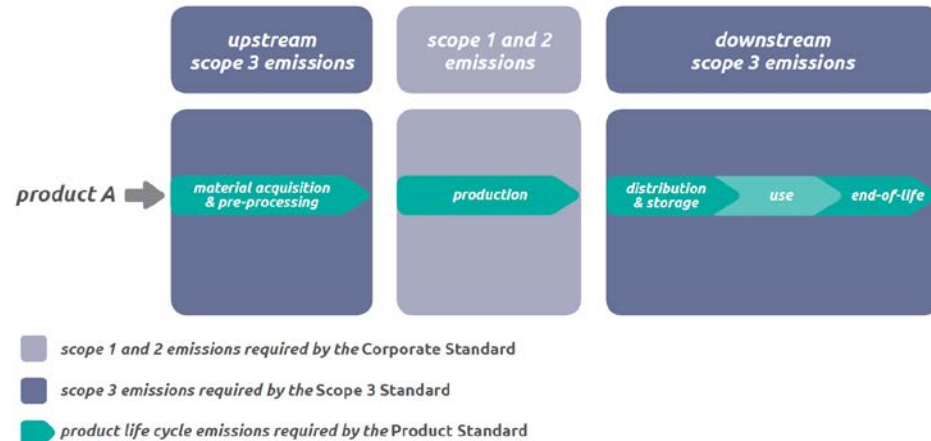 upstream
scope 3 emissions
scope 1 and 2
emissions
downstream
scope 3 emissions
product A
material acquisition
& pre-processing
production
distribution
& storage
use
end-of-life
scope 1 and 2 emissions required by the Corporate Standard
scope 3 emissions required by the Scope 3 Standard
product life cycle emissions required by the Product Standard